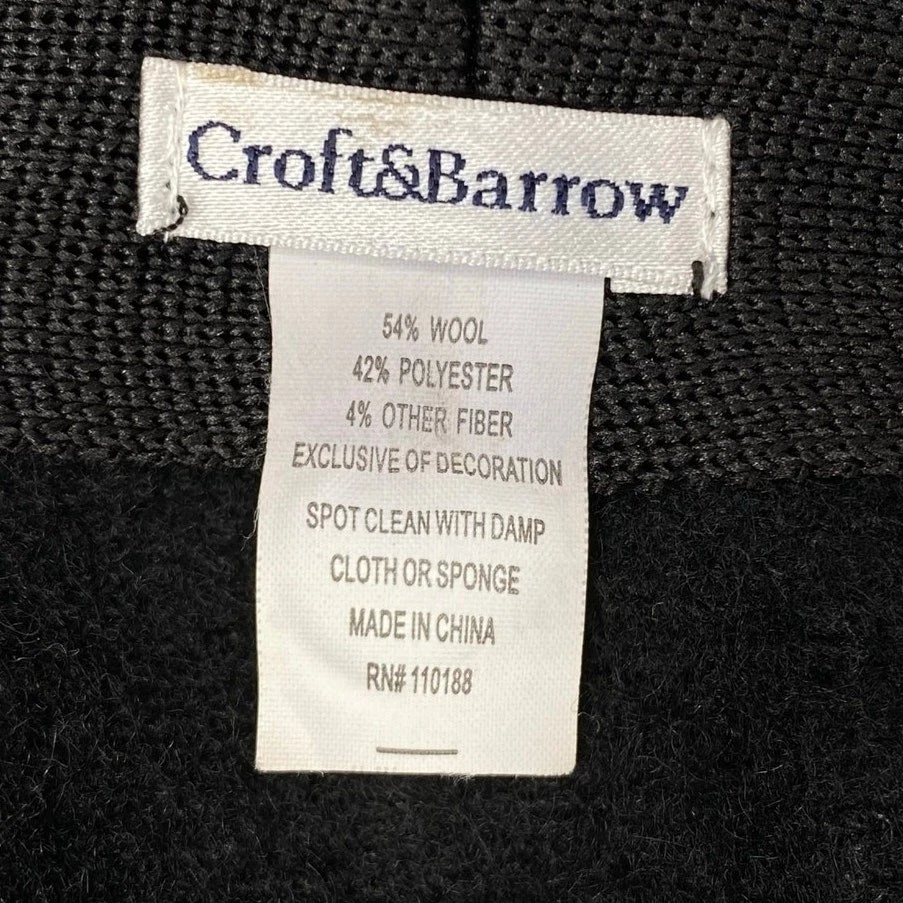 Croft&Barrow
54% WOOL
42% POLYESTER
4% OTHER FIBER
EXCLUSIVE OF DECORATION
SPOT CLEAN WITH DAMP
CLOTH OR SPONGE
MADE IN CHINA
RN# 110188